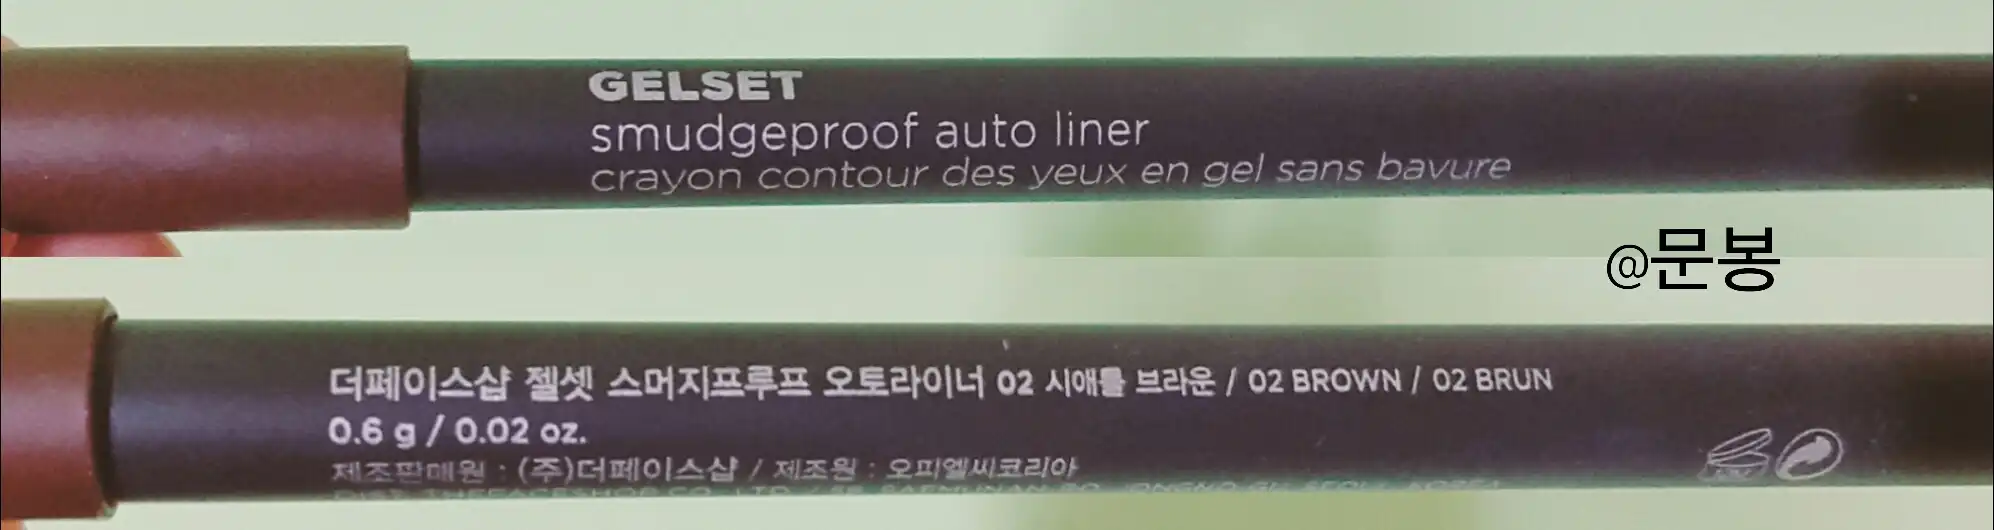 GELSET
smudgeproof auto liner
crayon contour des yeux en gel sans bavure
@문봉
더페이스샵 젤셋 스머지프루프 오토라이너 02 시애틀 브라운 / 02 BROWN / 02 BRUN
0.6 g / 0.02 oz.
제조판매원 : (주)더페이스샵 / 제조원 : 오피엘씨코리아